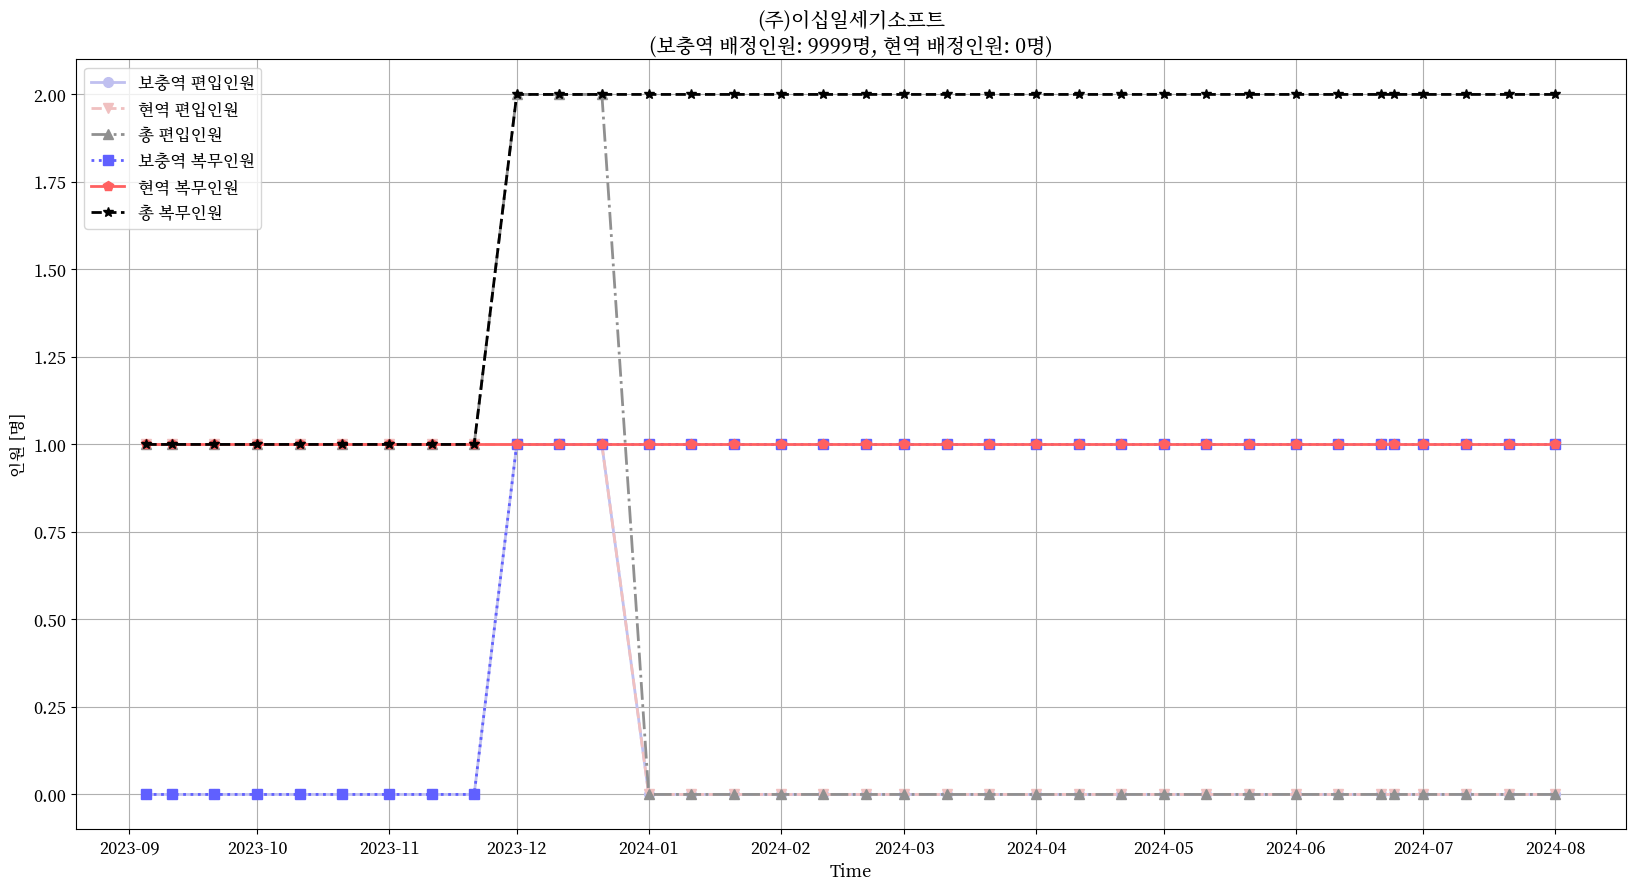 (주)이십일세기소프트
(보충역 배정인원: 9999명, 현역 배정인원: 0명)
보충역 편입인원
현역 편입인원
총 편입인원
보충역 복무인원
현역 복무인원
총 복무인원
2.00
1.75
1.50
1.25
1.00
0.75
0.50
0.25
0.00
인원 [명]
2023-09 2023-10 2023-11 2023-12 2024-01 2024-02 2024-03 2024-04 2024-05 2024-06 2024-07 2024-08
Time